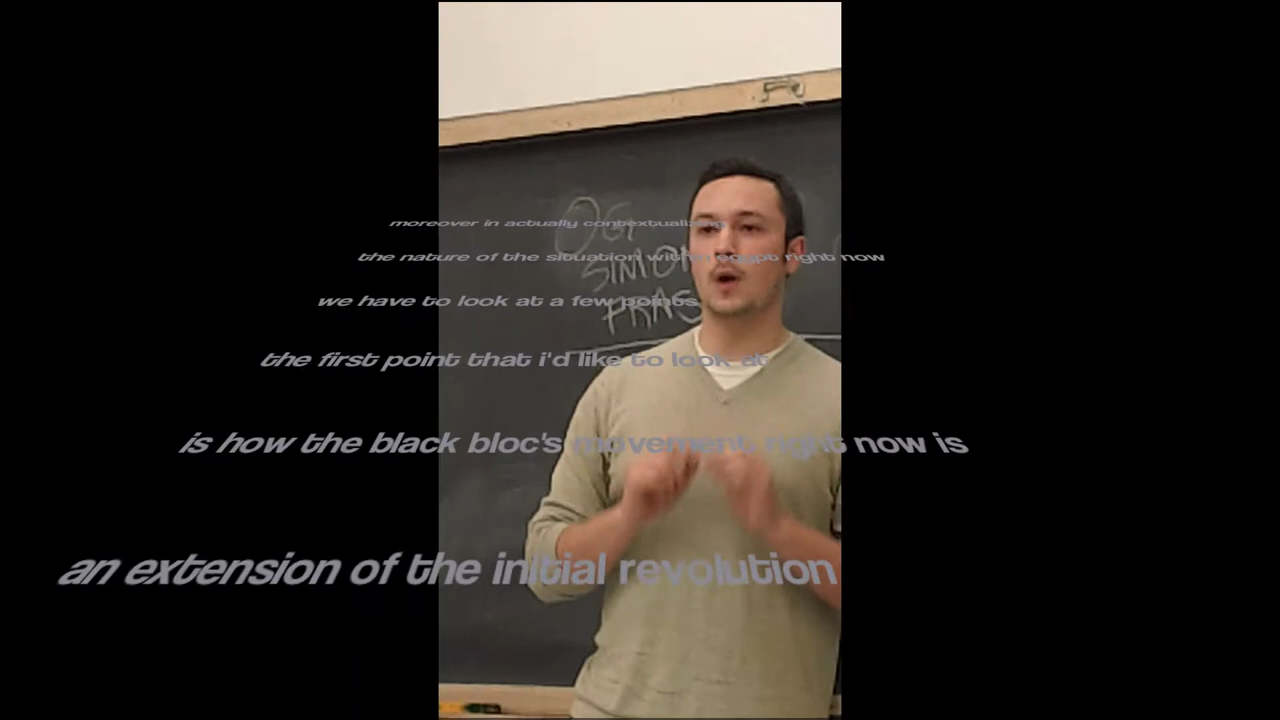 moreover in actually contextualizing
the nature of the situation within egypt right now
we have to look at a few points
the first point that i'd like to look at
is how the black bloc's movement right now is
an extension of the initial revolution
SIMON
PRAS